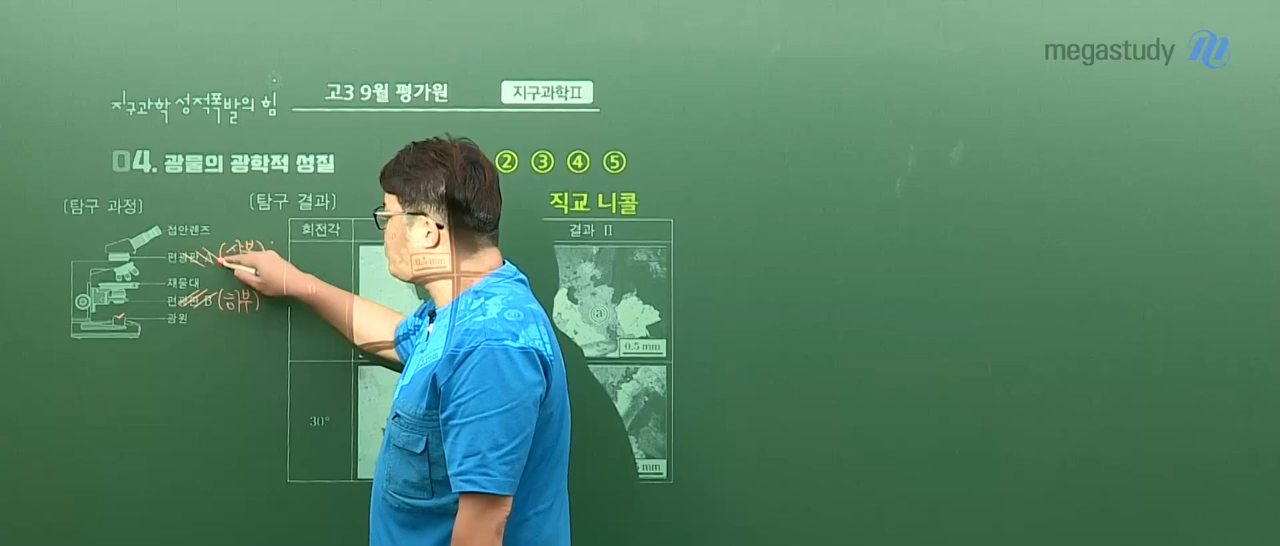 megastudy
지구과학 성적폭발의 힘
고3 9월 평가원
지구과학Ⅱ
04. 광물의 광학적 성질
② ③ ④ ⑤
[탐구 과정]
[탐구 결과]
직교 니콜
접안렌즈
편광판 A (상부)
재물대
편광판 B (하부)
광원
회전각
결과 Ⅱ
0.5 mm
ⓐ
0.5 mm
30°
mm